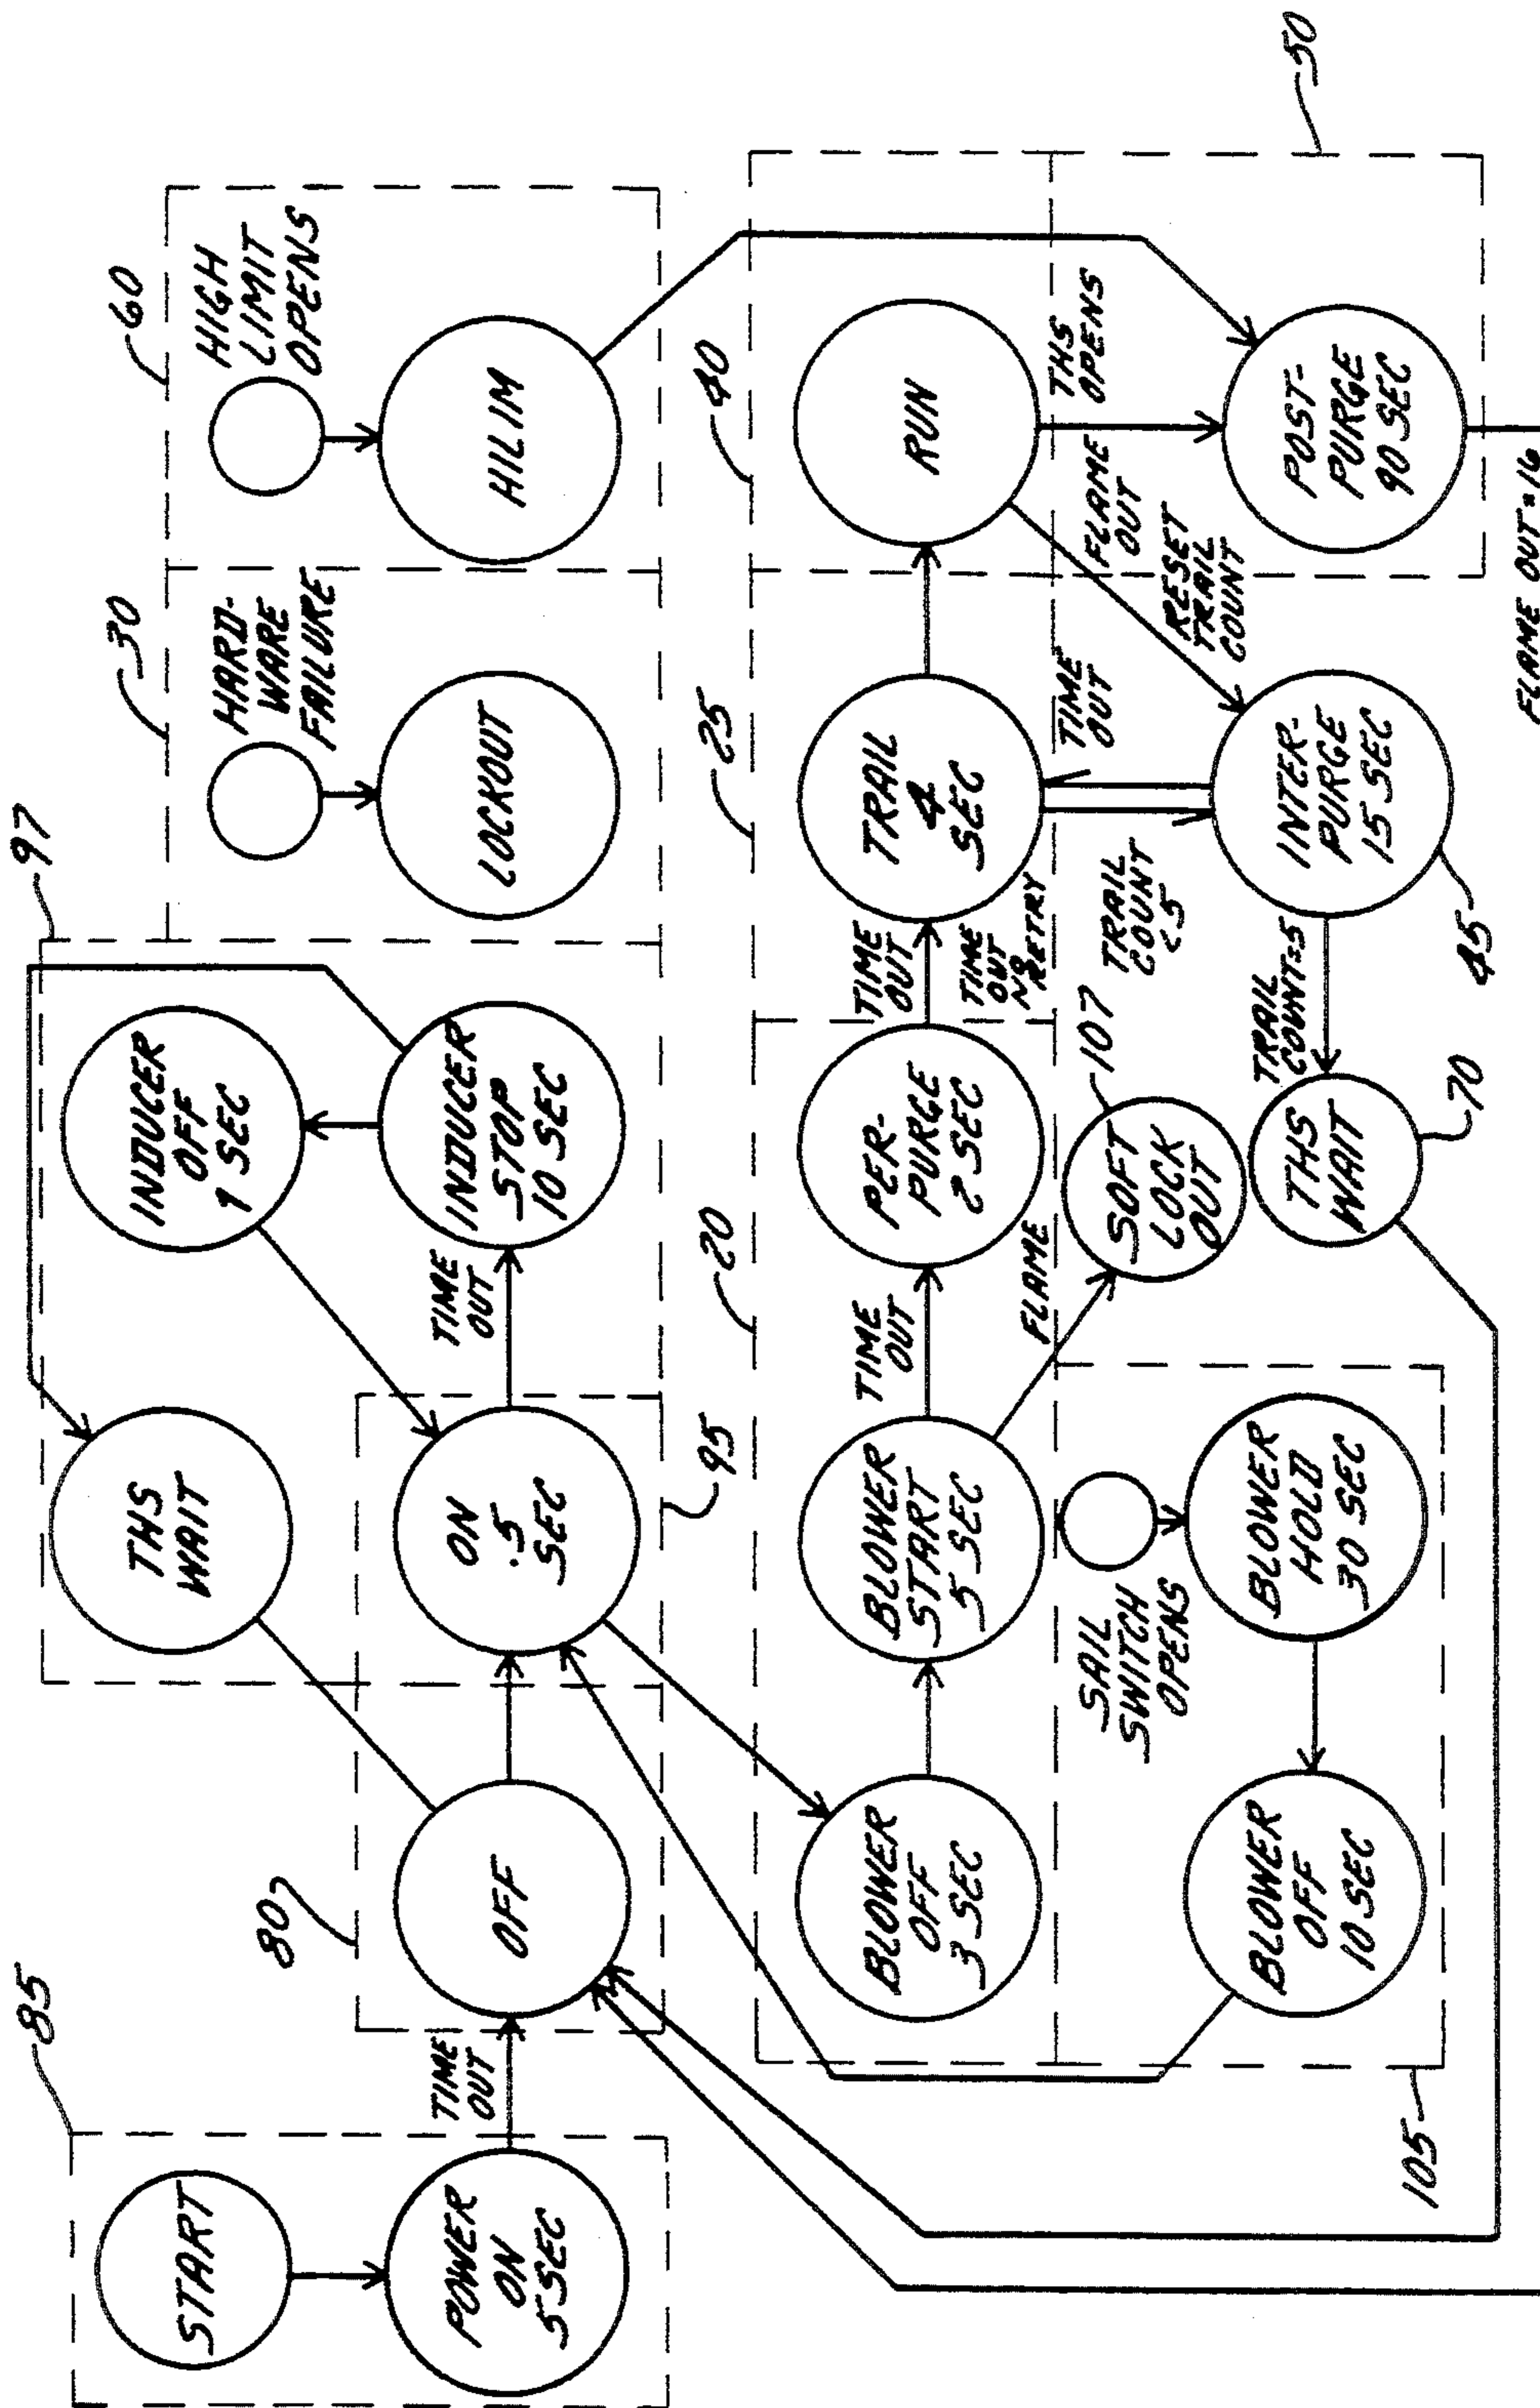 85
START
POWER
ON
5 SEC
TIME
OUT
80
OFF
THS
WAIT
97
ON
.5
SEC
95
TIME
OUT
INDUCER
OFF
1 SEC
INDUCER
STOP
10 SEC
30
HARD-
WARE
FAILURE
LOCKOUT
60
HIGH
LIMIT
OPENS
HILIM
20
BLOWER
OFF
3 SEC
BLOWER
START
5 SEC
TIME
OUT
FLAME
PER-
PURGE
2 SEC
TIME
OUT
TIME
OUT
NO
RETRY
25
TRAIL
4
SEC
40
RUN
THS
OPENS
FLAME
OUT
RESET
TRAIL
COUNT
TIME
OUT
TRAIL
COUNT
<5
50
POST-
PURGE
90 SEC
FLAME OUT=16
INTER-
PURGE
15 SEC
45
TRAIL
COUNT=5
THS
WAIT
70
107
SOFT
LOCK
OUT
SAIL
SWITCH
OPENS
BLOWER
HOLD
30 SEC
BLOWER
OFF
10 SEC
105